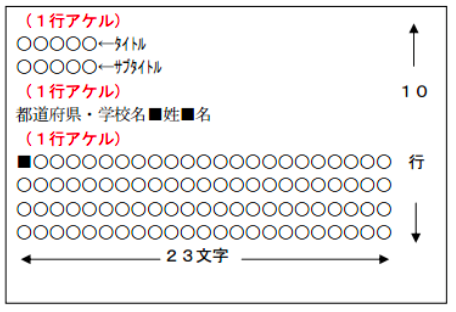 （１行アケル）
○○○○○←ﾀｲﾄﾙ
○○○○○←ｻﾌﾞﾀｲﾄﾙ
（１行アケル）
１０
都道府県・学校名■姓■名
（１行アケル）
■○○○○○○○○○○○○○○○○○○○○○○
行
○○○○○○○○○○○○○○○○○○○○○○○
○○○○○○○○○○○○○○○○○○○○○○○
○○○○○○○○○○○○○○○○○○○○○○○
２３文字